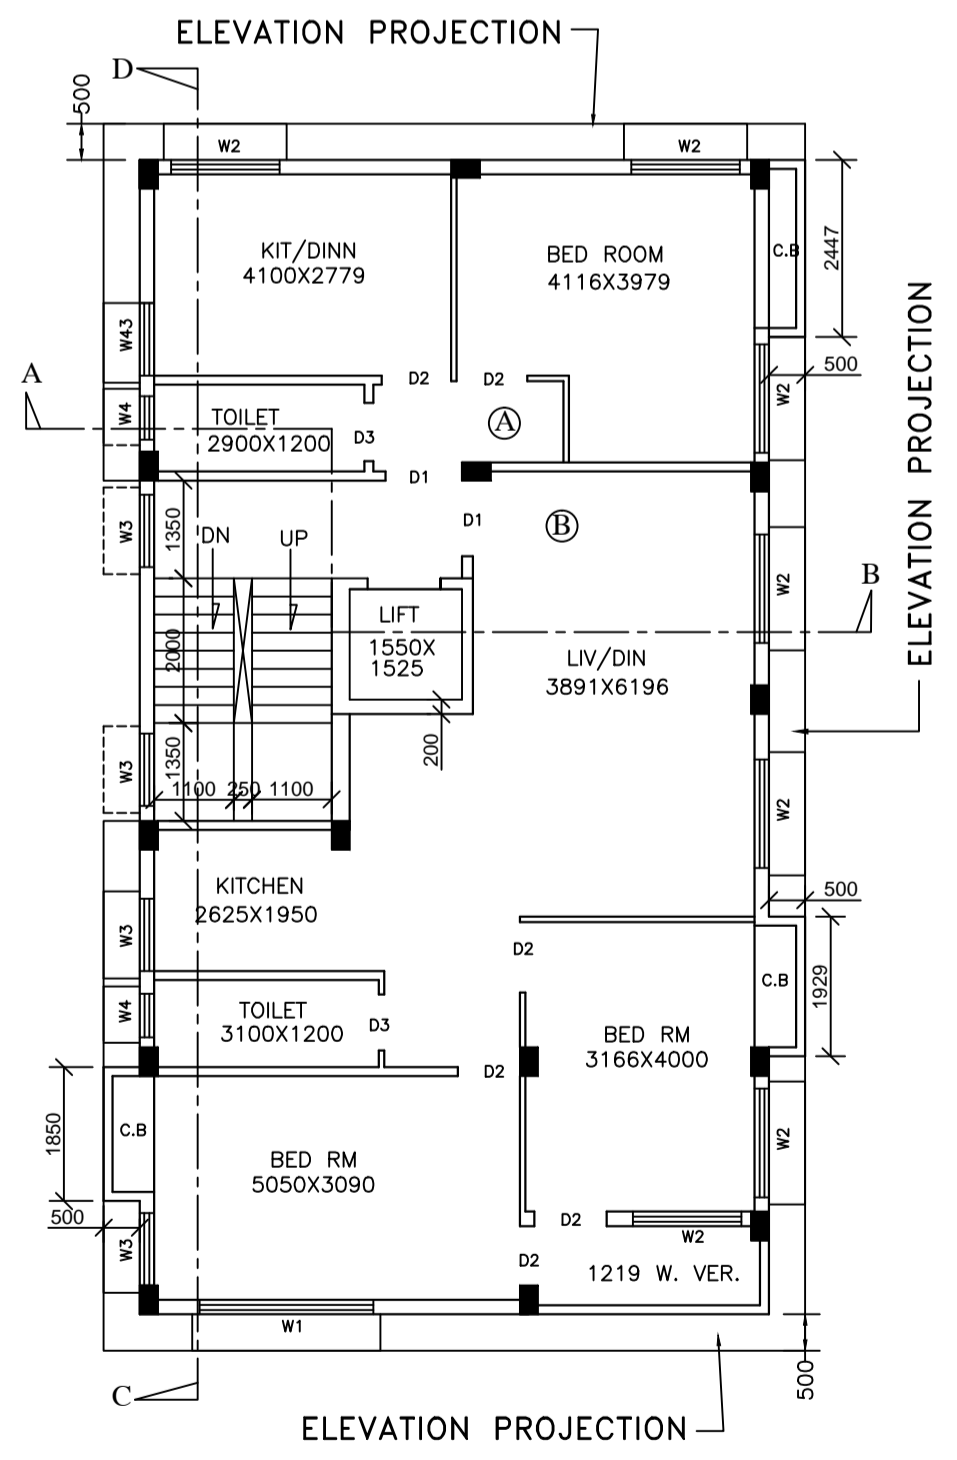 ELEVATION PROJECTION
D
500
W2
W2
KIT/DINN
4100X2779
BED ROOM
4116X3979
C.B
2447
ELEVATION PROJECTION
W43
A
D2
D2
500
W2
W4
TOILET
2900X1200
D3
A
D1
W3
1350
DN
UP
D1
B
W2
B
LIFT
1550X
1525
2000
LIV/DIN
3891X6196
W3
1350
1100
250
1100
200
W2
KITCHEN
2625X1950
500
W3
D2
C.B
1929
W4
TOILET
3100X1200
D3
BED RM
3166X4000
D2
1850
C.B
W2
BED RM
5050X3090
500
W3
D2
W2
D2
1219 W. VER.
W1
C
500
ELEVATION PROJECTION